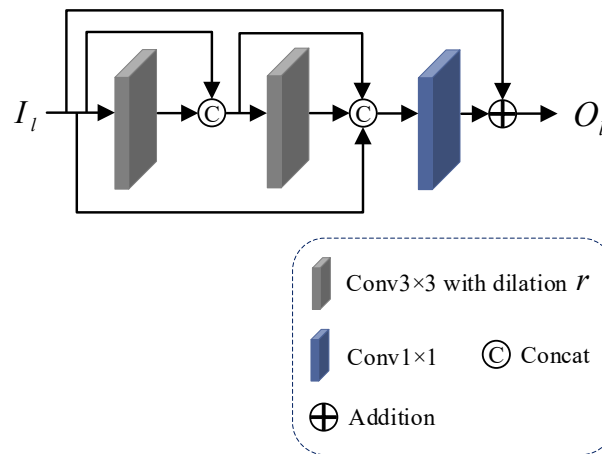 I_l C C O_l
Conv3×3 with dilation r
Conv1×1 C Concat
Addition